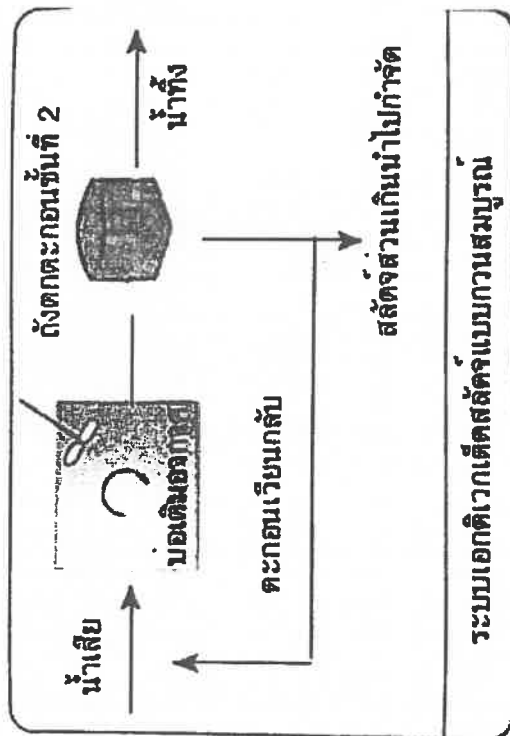 ถังตกตะกอนชั้นที่ 2
น้ำเสีย
บ่อเติมอากาศ
น้ำทิ้ง
ตะกอนเวียนกลับ
สลัดจ์ส่วนเกินนำไปกำจัด
ระบบเอกติเวกเต็ดสลัดจ์แบบกวนสมบูรณ์